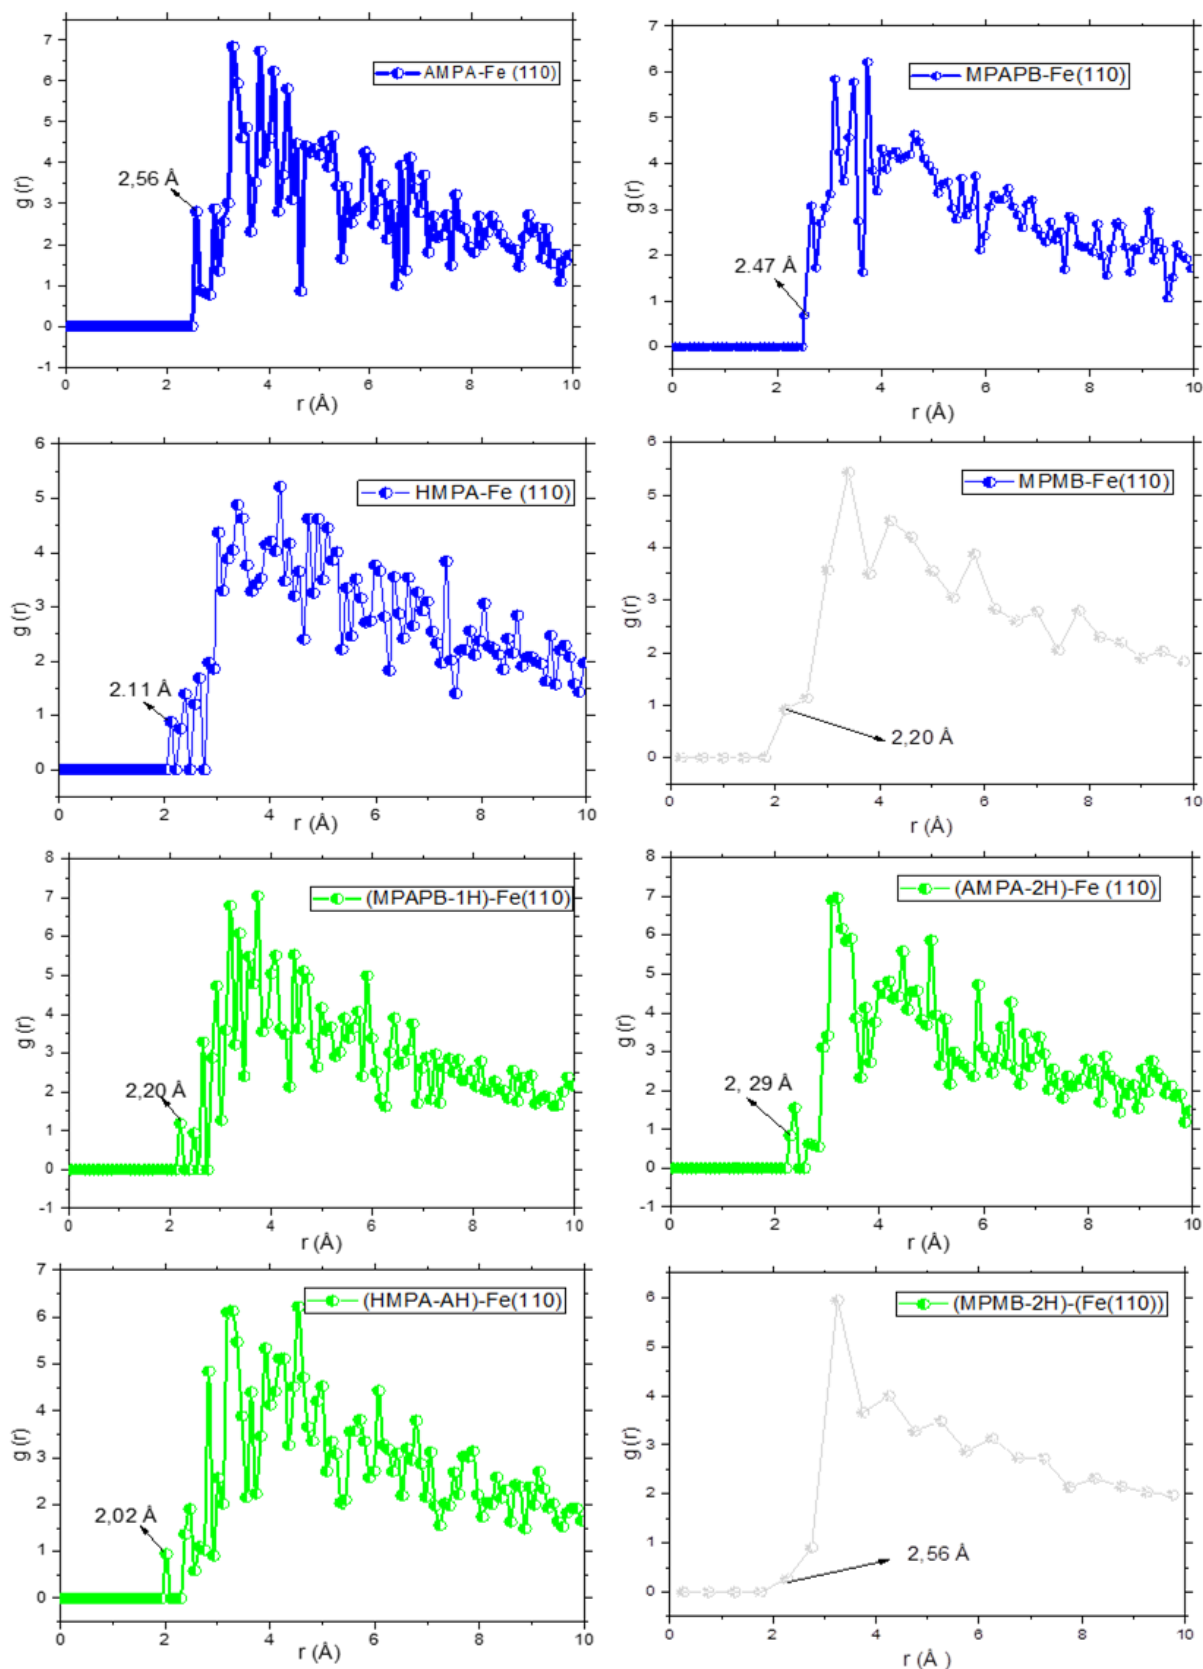 AMPA-Fe (110)
2,56 Å
g (r)
7
6
5
4
3
2
1
0
-1
0 2 4 6 8 10
r (Å)
MPAPB-Fe(110)
2.47 Å
g (r)
7
6
5
4
3
2
1
0
0 2 4 6 8 10
r (Å)
HMPA-Fe (110)
2.11 Å
g (r)
6
5
4
3
2
1
0
0 2 4 6 8 10
r (Å)
MPMB-Fe(110)
2,20 Å
g (r)
6
5
4
3
2
1
0
0 2 4 6 8 10
r (Å)
(MPAPB-1H)-Fe(110)
2,20 Å
g (r)
8
7
6
5
4
3
2
1
0
-1
0 2 4 6 8 10
r (Å)
(AMPA-2H)-Fe (110)
2, 29 Å
g (r)
8
7
6
5
4
3
2
1
0
-1
0 2 4 6 8 10
r (Å)
(HMPA-AH)-Fe(110)
2,02 Å
g (r)
7
6
5
4
3
2
1
0
0 2 4 6 8 10
r (Å)
(MPMB-2H)-(Fe(110))
2,56 Å
g (r)
6
5
4
3
2
1
0
0 2 4 6 8 10
r (Å )